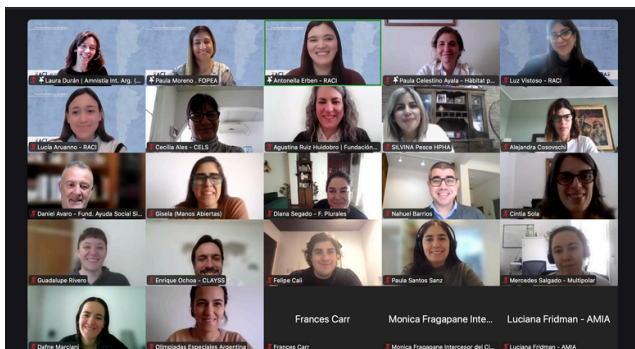 Laura Durán | Amnistía Int. Arg. (...
Paula Moreno . FOPEA
Antonella Erben - RACI
Paula Celestino Ayala - Hábitat p...
Luz Vistoso - RACI
Lucía Aruanno - RACI
Cecilia Ales - CELS
Agustina Ruiz Huidobro | Fundación...
SILVINA Pesce HPHA
Alejandra Cosovschi
Daniel Avaro - Fund. Ayuda Social Si...
Gisela (Manos Abiertas)
Diana Segado - F. Plurales
Nahuel Barrios
Cintia Sola
Guadalupe Rivero
Enrique Ochoa - CLAYSS
Felipe Cali
Paula Santos Sanz
Mercedes Salgado - Multipolar
Frances Carr
Monica Fragapane Inte...
Luciana Fridman - AMIA
Dafne Marciani
Olimpiadas Especiales Argentina
Frances Carr
Monica Fragapane Intercesor del Ci...
Luciana Fridman - AMIA